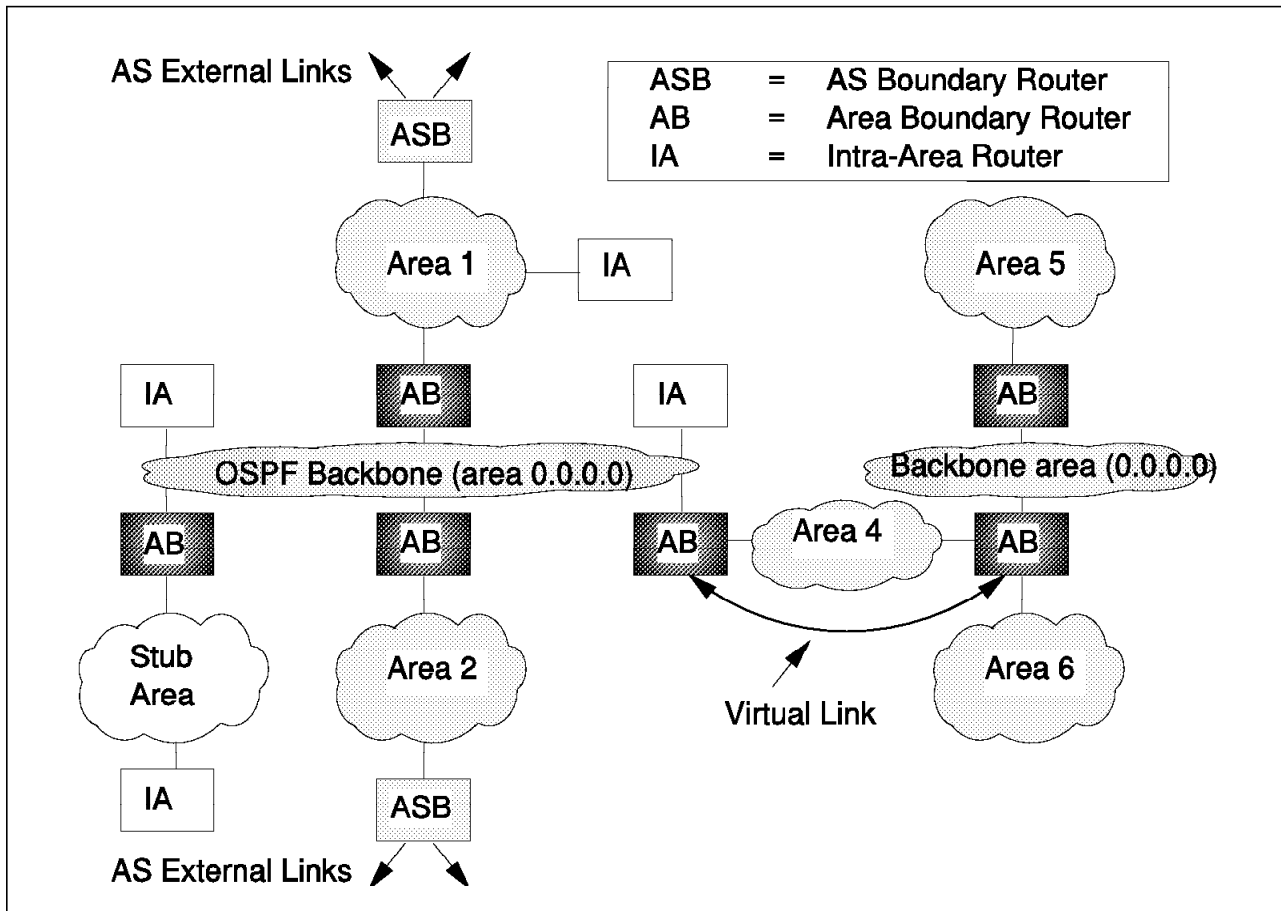 AS External Links
ASB = AS Boundary Router
AB = Area Boundary Router
IA = Intra-Area Router
ASB
Area 1
IA
Area 5
IA
AB
IA
AB
OSPF Backbone (area 0.0.0.0)
Backbone area (0.0.0.0)
AB
AB
AB
Area 4
AB
Stub
Area
Area 2
Area 6
Virtual Link
IA
ASB
AS External Links